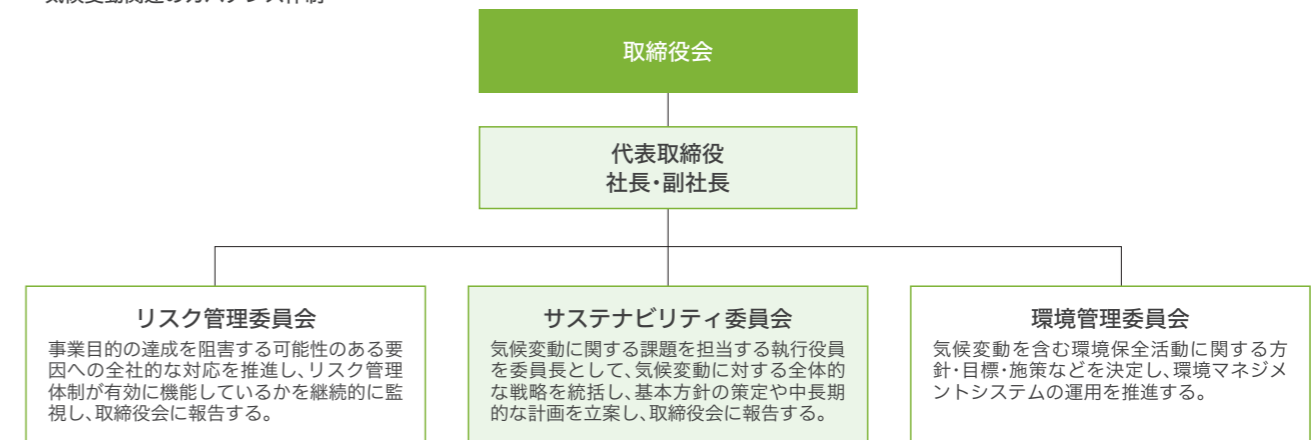 取締役会
代表取締役
社長・副社長
リスク管理委員会
事業目的の達成を阻害する可能性のある要
因への全社的な対応を推進し、リスク管理
体制が有効に機能しているかを継続的に監
視し、取締役会に報告する。
サステナビリティ委員会
気候変動に関する課題を担当する執行役員
を委員長として、気候変動に対する全体的
な戦略を統括し、基本方針の策定や中長期
的な計画を立案し、取締役会に報告する。
環境管理委員会
気候変動を含む環境保全活動に関する方
針・目標・施策などを決定し、環境マネジメ
ントシステムの運用を推進する。